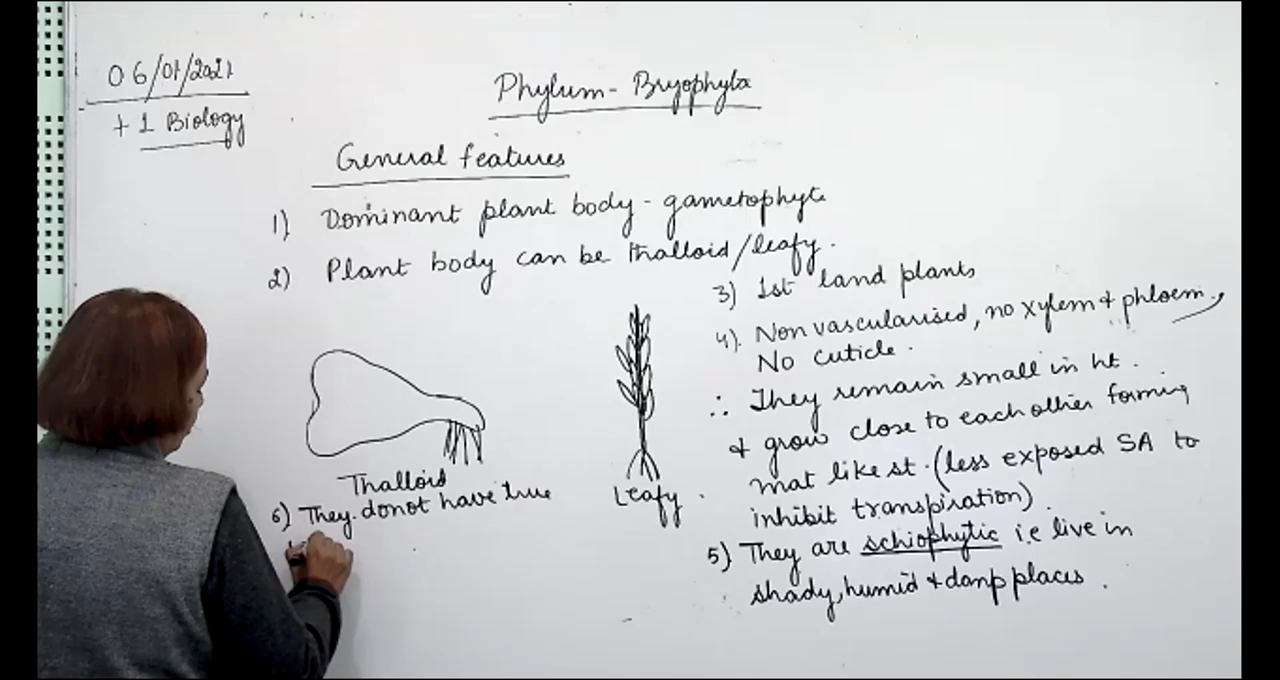 06/01/2021
+1 Biology
Phylum - Bryophyta
General features
1) Dominant plant body - gametophyte
2) Plant body can be thalloid/leafy.
3) 1st land plants
4). Non vascularised, no xylem & phloem.
No cuticle.
∴ They remain small in ht.
& grow close to each other forming
mat like st. (less exposed SA to
inhibit transpiration)
5) They are schiophytic i.e live in
shady, humid & damp places.
Thalloid
Leafy.
6) They donot have true